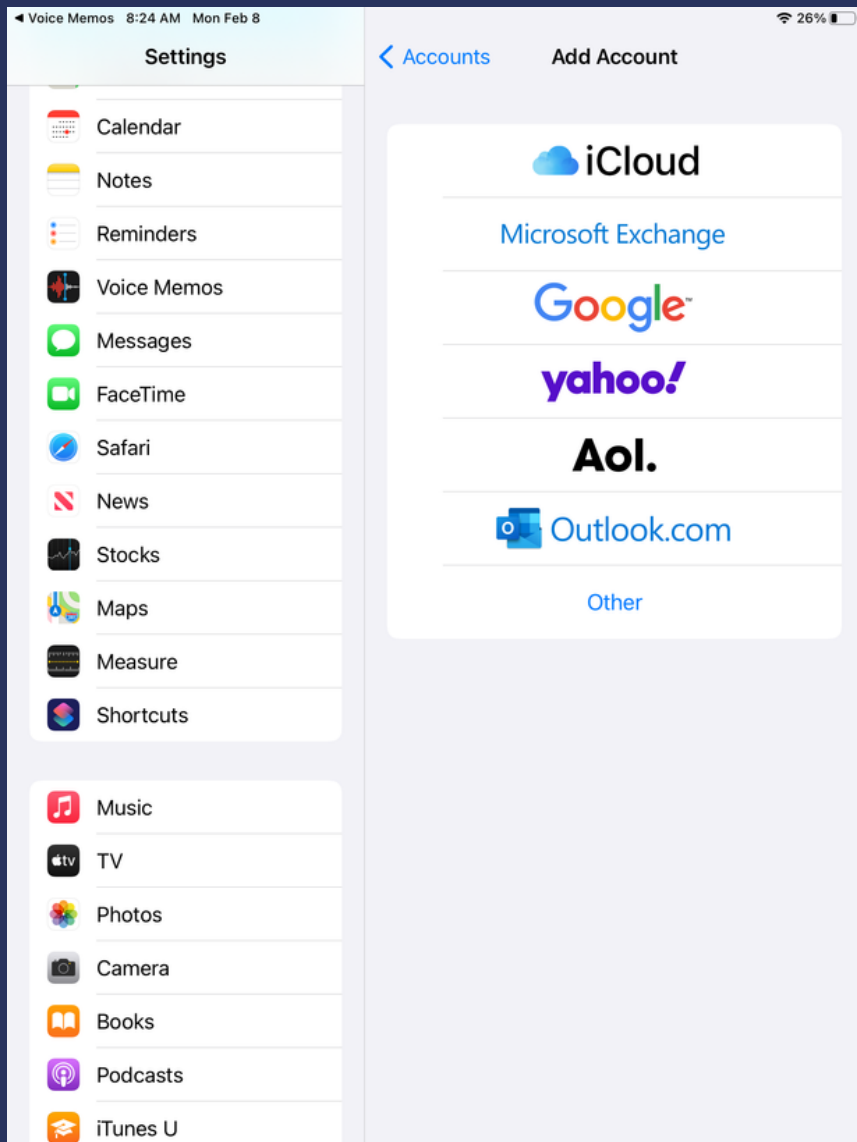 ◀ Voice Memos 8:24 AM Mon Feb 8
26%
Settings
Calendar
Notes
Reminders
Voice Memos
Messages
FaceTime
Safari
News
Stocks
Maps
Measure
Shortcuts
Music
tv
TV
Photos
Camera
Books
Podcasts
iTunes U
Accounts
Add Account
iCloud
Microsoft Exchange
Google™
yahoo!
Aol.
Outlook.com
Other